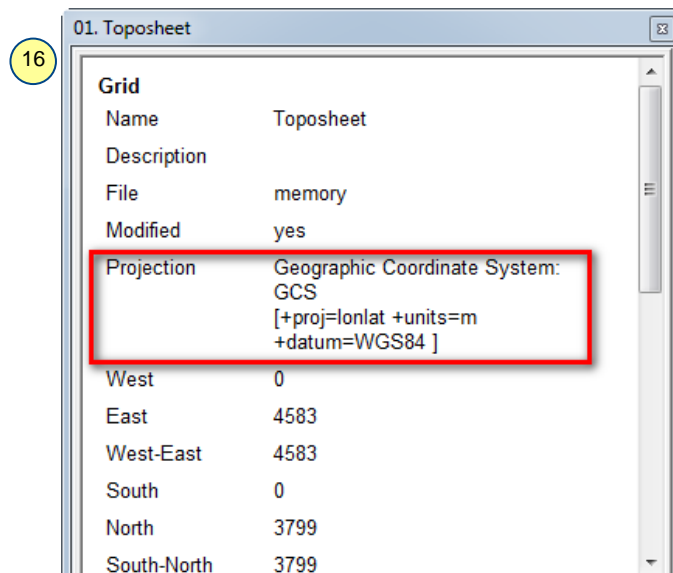 01. Toposheet
16
Grid
Name Toposheet
Description
File memory
Modified yes
Projection Geographic Coordinate System:
GCS
[+proj=lonlat +units=m
+datum=WGS84 ]
West 0
East 4583
West-East 4583
South 0
North 3799
South-North 3799